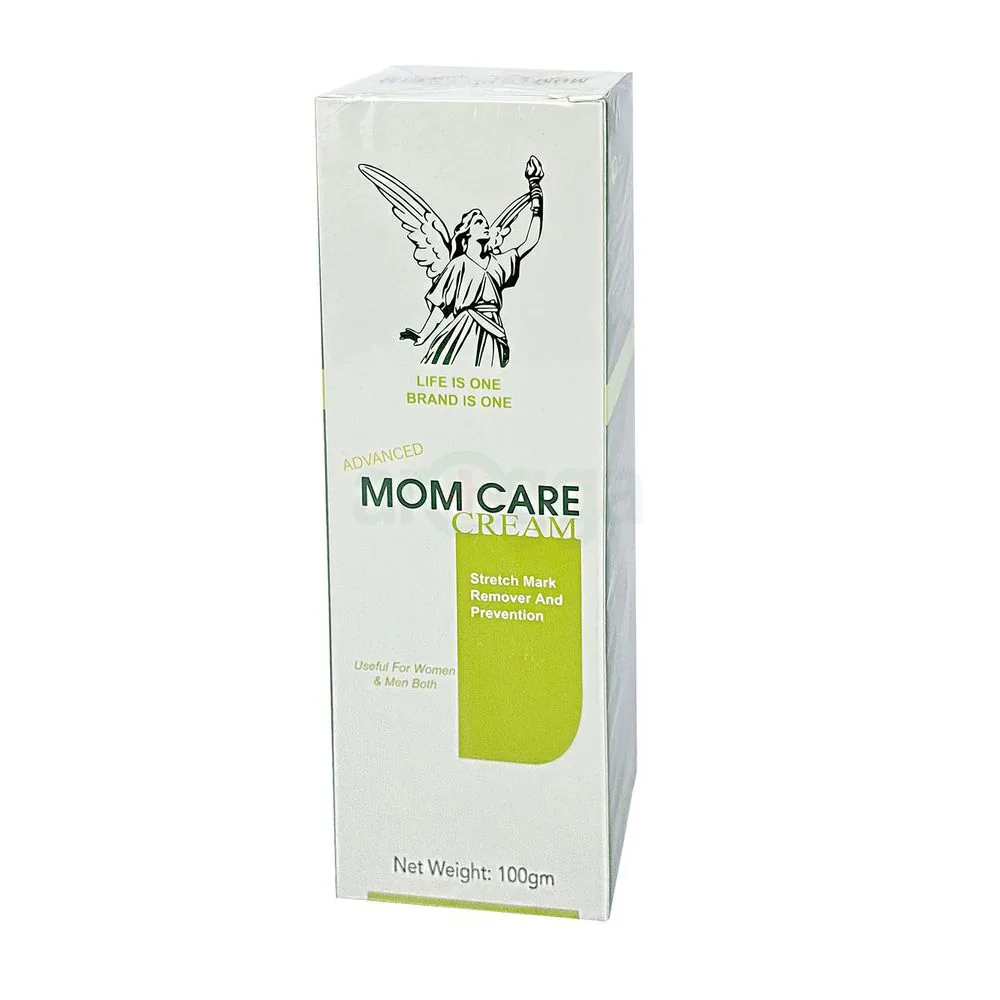 LIFE IS ONE
BRAND IS ONE
ADVANCED
MOM CARE
CREAM
Stretch Mark
Remover And
Prevention
Useful For Women
& Men Both
Net Weight: 100gm